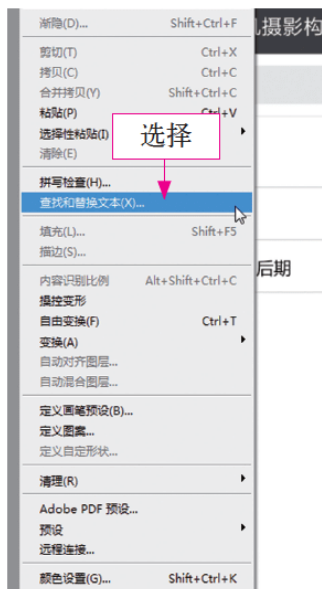 渐隐(D)... Shift+Ctrl+F
机摄影构
剪切(T) Ctrl+X
拷贝(C) Ctrl+C
合并拷贝(Y) Shift+Ctrl+C
粘贴(P) Ctrl+V
选择性粘贴(I)
选择
清除(E)
拼写检查(H)...
查找和替换文本(X)...
填充(L)... Shift+F5
描边(S)...
后期
内容识别比例 Alt+Shift+Ctrl+C
操控变形
自由变换(F) Ctrl+T
变换(A)
自动对齐图层...
自动混合图层...
定义画笔预设(B)...
定义图案...
定义自定形状...
清理(R)
Adobe PDF 预设...
预设
远程连接...
颜色设置(G)... Shift+Ctrl+K